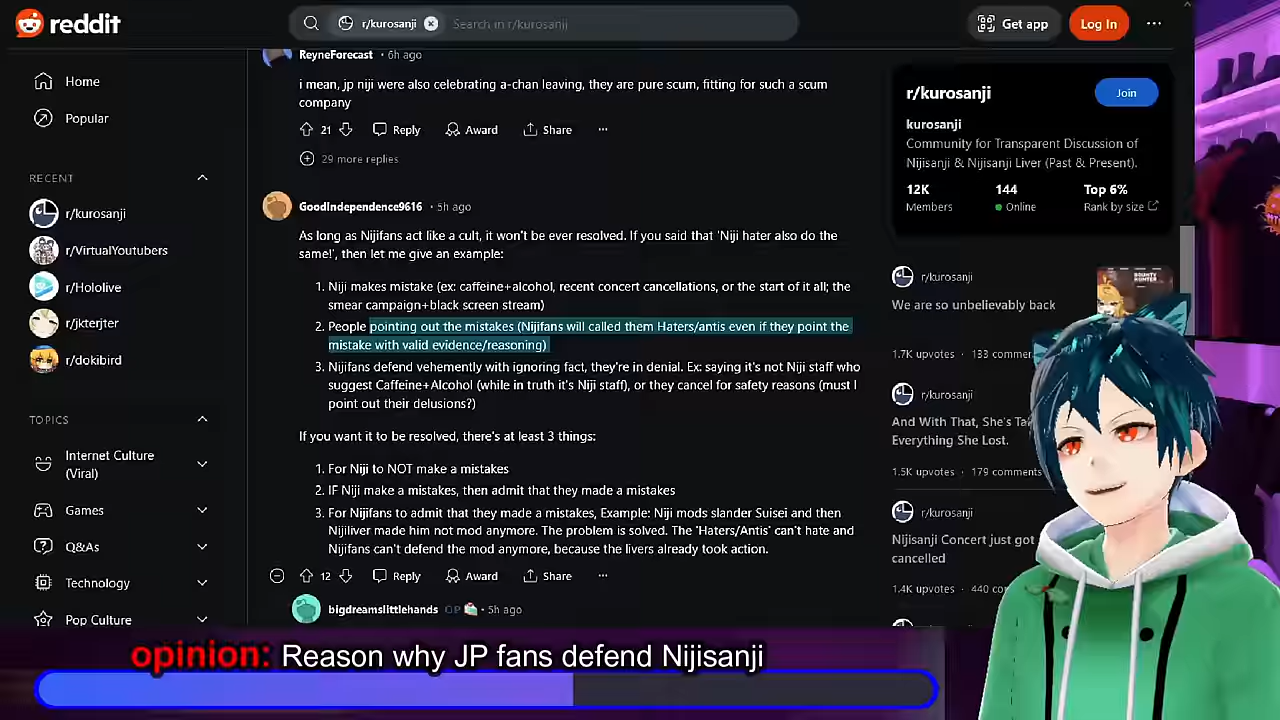 reddit
r/kurosanji
Search in r/kurosanji
Get app
Log In
Home
Popular
RECENT
r/kurosanji
r/VirtualYoutubers
r/Hololive
r/jkterjter
r/dokibird
TOPICS
Internet Culture
(Viral)
Games
Q&As
Technology
Pop Culture
ReyneForecast • 6h ago
i mean, jp niji were also celebrating a-chan leaving, they are pure scum, fitting for such a scum
company
21
Reply
Award
Share
29 more replies
GoodIndependence9616 • 5h ago
As long as Nijifans act like a cult, it won't be ever resolved. If you said that 'Niji hater also do the
same!', then let me give an example:
1. Niji makes mistake (ex: caffeine+alcohol, recent concert cancellations, or the start of it all; the
smear campaign+black screen stream)
2. People pointing out the mistakes (Nijifans will called them Haters/antis even if they point the
mistake with valid evidence/reasoning)
3. Nijifans defend vehemently with ignoring fact, they're in denial. Ex: saying it's not Niji staff who
suggest Caffeine+Alcohol (while in truth it's Niji staff), or they cancel for safety reasons (must I
point out their delusions?)
If you want it to be resolved, there's at least 3 things:
1. For Niji to NOT make a mistakes
2. IF Niji make a mistakes, then admit that they made a mistakes
3. For Nijifans to admit that they made a mistakes, Example: Niji mods slander Suisei and then
Nijiliver made him not mod anymore. The problem is solved. The 'Haters/Antis' can't hate and
Nijifans can't defend the mod anymore, because the livers already took action.
12
Reply
Award
Share
bigdreamslittlehands OP • 5h ago
r/kurosanji
Join
kurosanji
Community for Transparent Discussion of
Nijisanji & Nijisanji Liver (Past & Present).
12K
144
Top 6%
Members
Online
Rank by size
r/kurosanji
We are so unbelievably back
1.7K upvotes • 133
r/kurosanji
And With That, She's
Everything She Lost.
1.5K upvotes • 179 comments
r/kurosanji
Nijisanji Concert just got
cancelled
1.4K upvotes • 440
opinion: Reason why JP fans defend Nijisanji